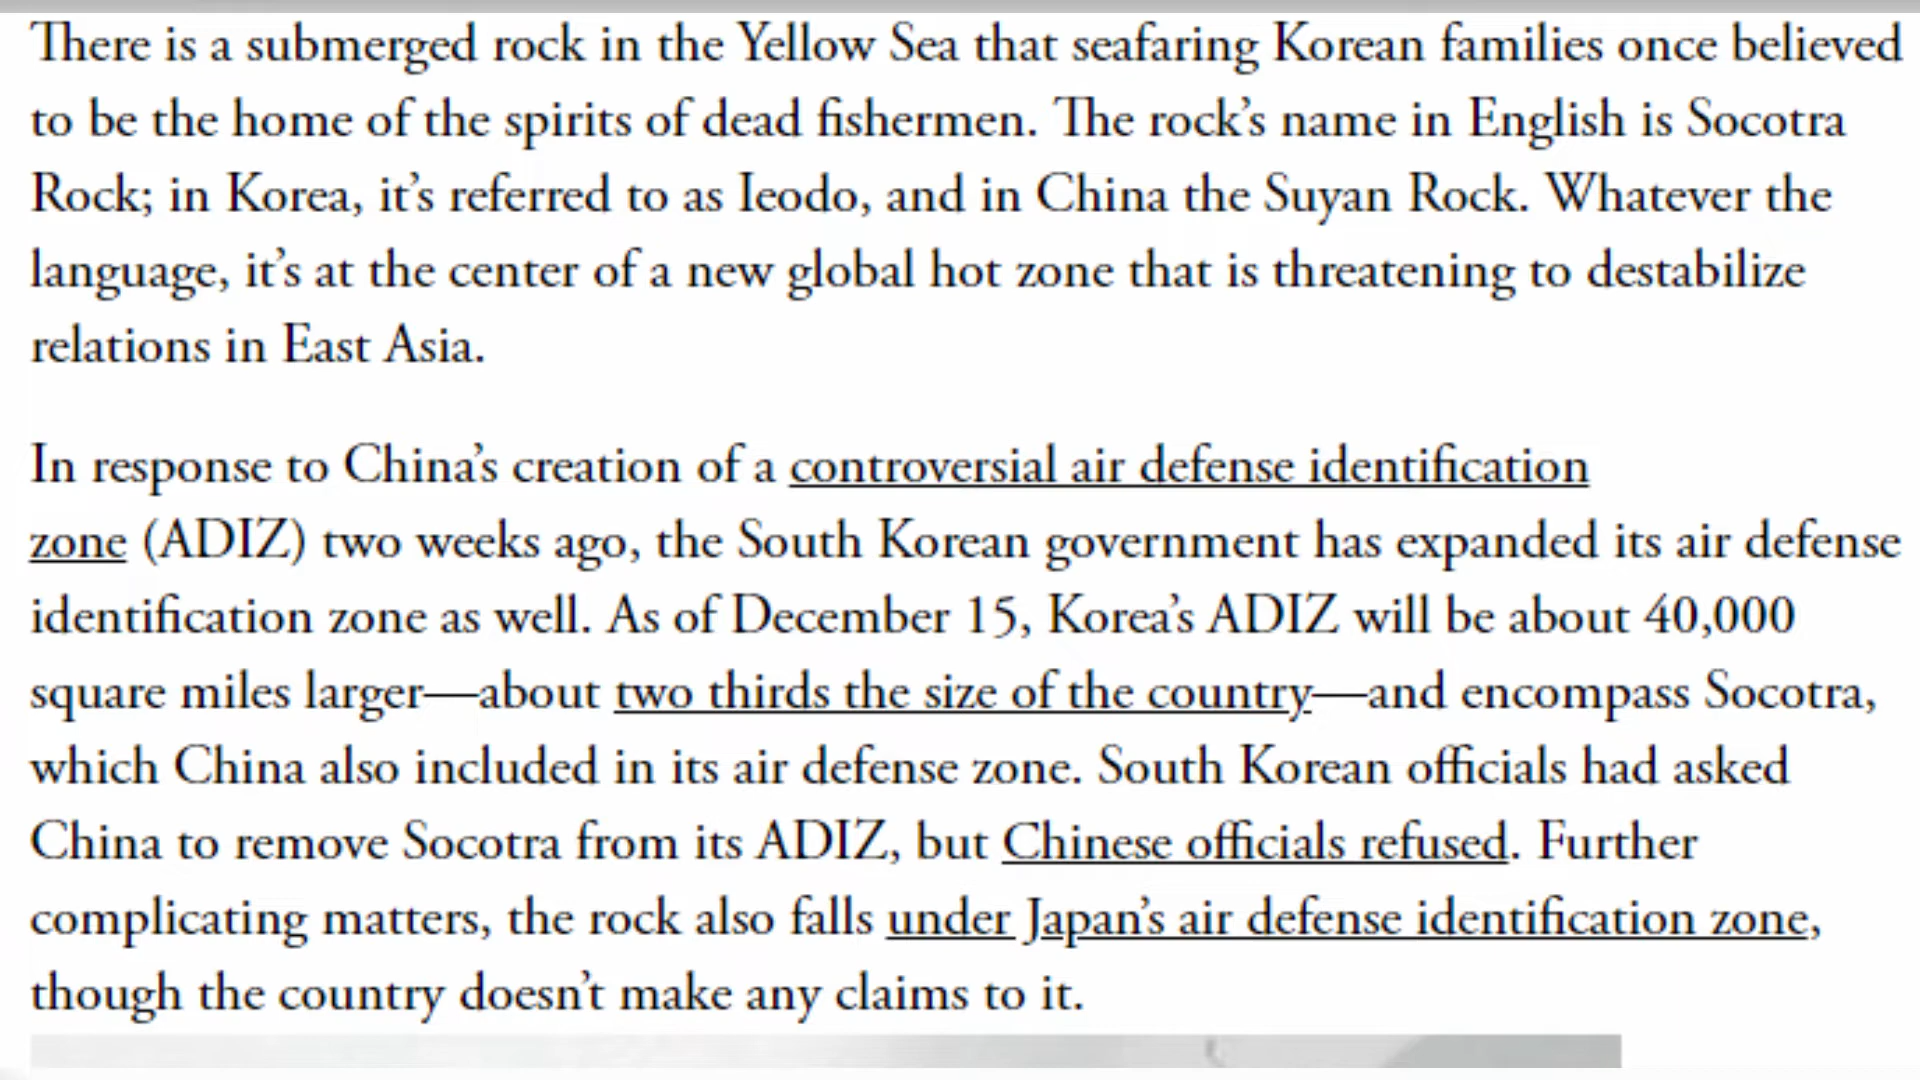 There is a submerged rock in the Yellow Sea that seafaring Korean families once believed
to be the home of the spirits of dead fishermen. The rock’s name in English is Socotra
Rock; in Korea, it’s referred to as Ieodo, and in China the Suyan Rock. Whatever the
language, it’s at the center of a new global hot zone that is threatening to destabilize
relations in East Asia.
In response to China’s creation of a controversial air defense identification
zone (ADIZ) two weeks ago, the South Korean government has expanded its air defense
identification zone as well. As of December 15, Korea’s ADIZ will be about 40,000
square miles larger—about two thirds the size of the country—and encompass Socotra,
which China also included in its air defense zone. South Korean officials had asked
China to remove Socotra from its ADIZ, but Chinese officials refused. Further
complicating matters, the rock also falls under Japan’s air defense identification zone,
though the country doesn’t make any claims to it.